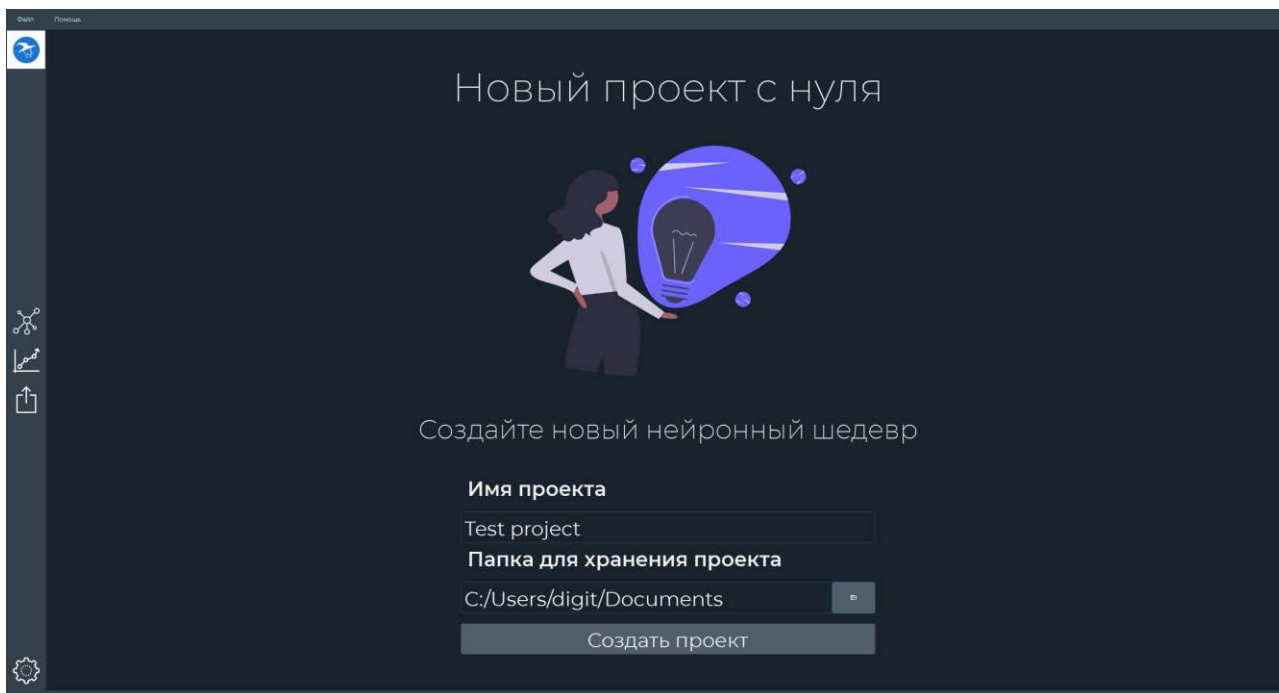 Файл Помощь
Новый проект с нуля
Создайте новый нейронный шедевр
Имя проекта
Test project
Папка для хранения проекта
C:/Users/digit/Documents
Создать проект